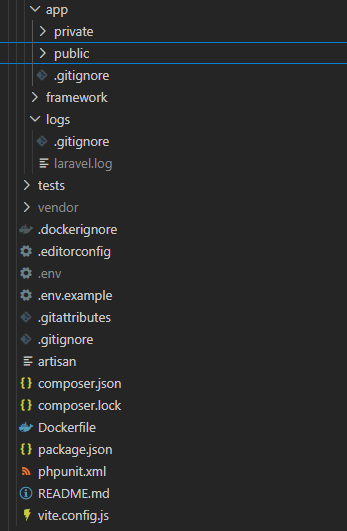 app
private
public
.gitignore
framework
logs
.gitignore
laravel.log
tests
vendor
.dockerignore
.editorconfig
.env
.env.example
.gitattributes
.gitignore
artisan
composer.json
composer.lock
Dockerfile
package.json
phpunit.xml
README.md
vite.config.js